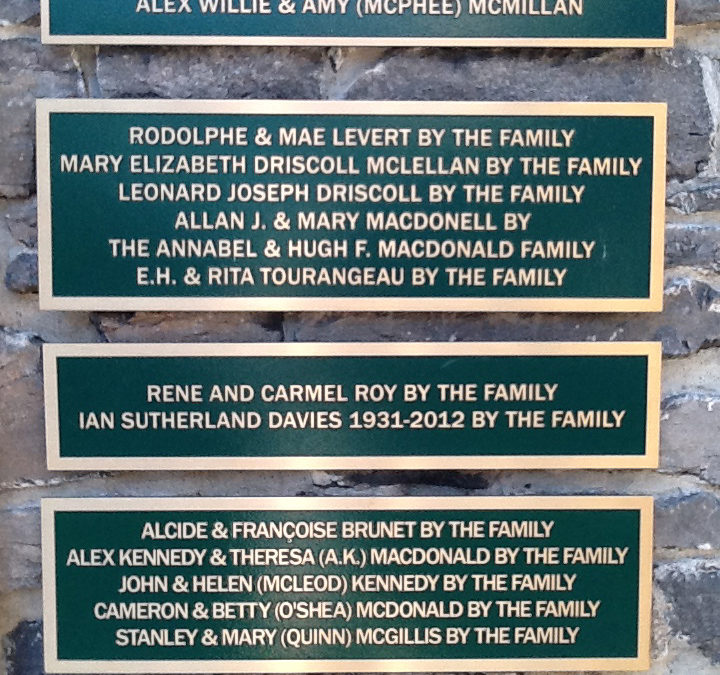 ALEX WILLIE & AMY (MCPHEE) MCMILLAN
RODOLPHE & MAE LEVERT BY THE FAMILY
MARY ELIZABETH DRISCOLL MCLELLAN BY THE FAMILY
LEONARD JOSEPH DRISCOLL BY THE FAMILY
ALLAN J. & MARY MACDONELL BY
THE ANNABEL & HUGH F. MACDONALD FAMILY
E.H. & RITA TOURANGEAU BY THE FAMILY
RENE AND CARMEL ROY BY THE FAMILY
IAN SUTHERLAND DAVIES 1931-2012 BY THE FAMILY
ALCIDE & FRANÇOISE BRUNET BY THE FAMILY
ALEX KENNEDY & THERESA (A.K.) MACDONALD BY THE FAMILY
JOHN & HELEN (MCLEOD) KENNEDY BY THE FAMILY
CAMERON & BETTY (O'SHEA) MCDONALD BY THE FAMILY
STANLEY & MARY (QUINN) MCGILLIS BY THE FAMILY